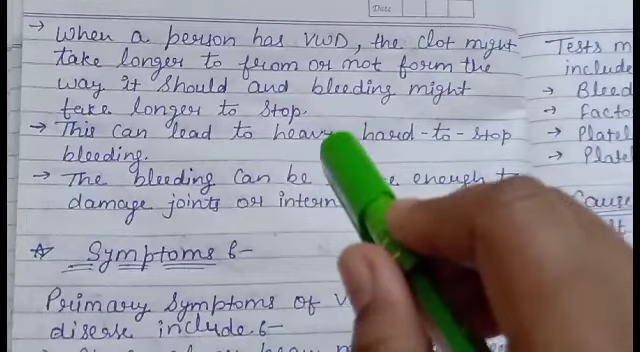 Date
→ When a person has VWD, the clot might
take longer to from or not form the
way it should and bleeding might
take longer to stop.
→ This can lead to heavy hard-to-stop
bleeding.
→ The bleeding can be enough
damage joints or intern
☆ Symptoms :-
Primary Symptoms of
disease include :-
Tests
include
→ Bleed
→ Facto
→ Platel
→ Platel
Cause